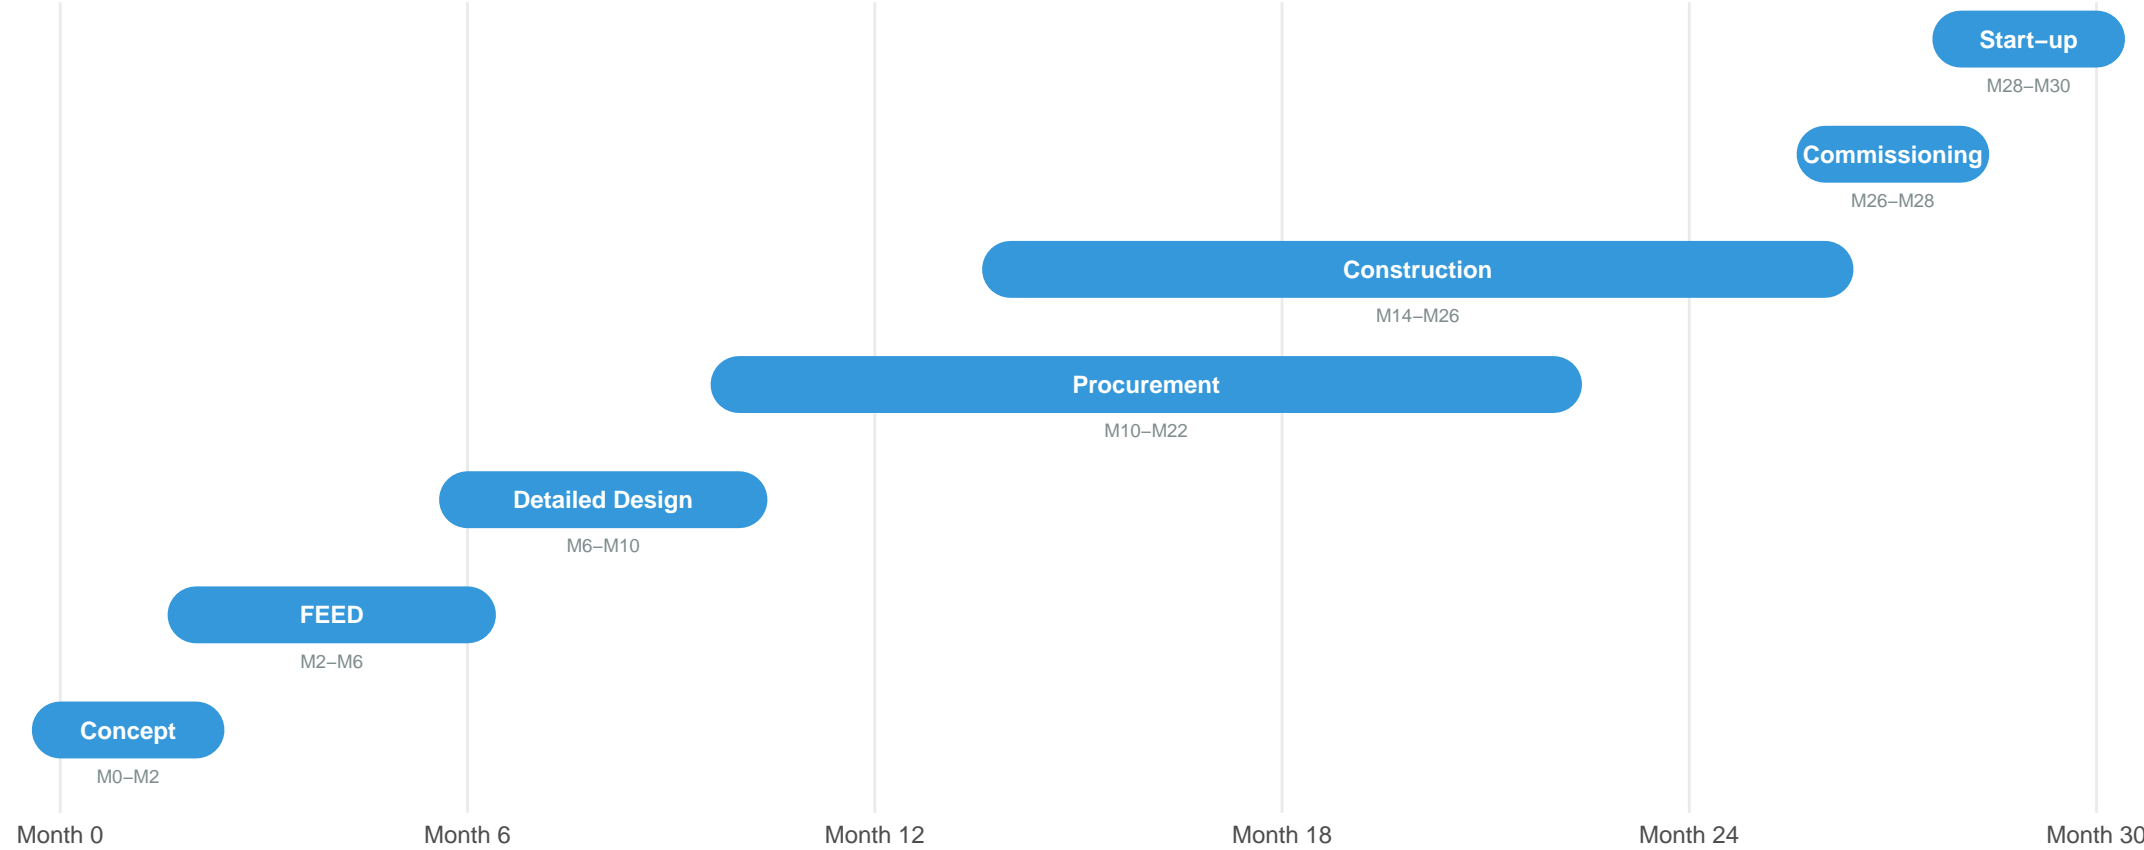 Start–up
M28–M30
Commissioning
M26–M28
Construction
M14–M26
Procurement
M10–M22
Detailed Design
M6–M10
FEED
M2–M6
Concept
M0–M2
Month 0 Month 6 Month 12 Month 18 Month 24 Month 30